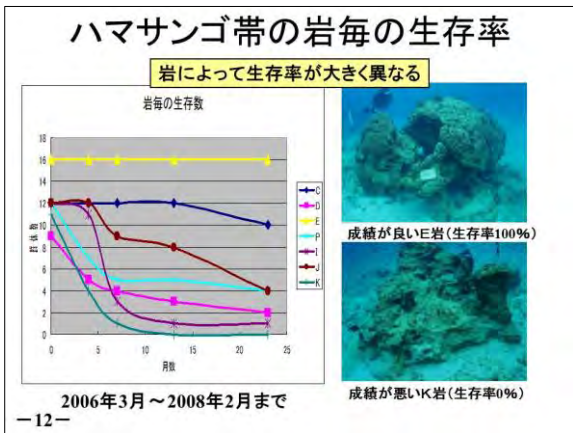 ハマサンゴ帯の岩毎の生存率
岩によって生存率が大きく異なる
岩毎の生存数
群体数
18
16
14
12
10
8
6
4
2
0
0
5
10
15
20
25
月数
C
D
E
P
I
J
K
成績が良いE岩(生存率100%)
成績が悪いK岩(生存率0%)
2006年3月~2008年2月まで
-12-